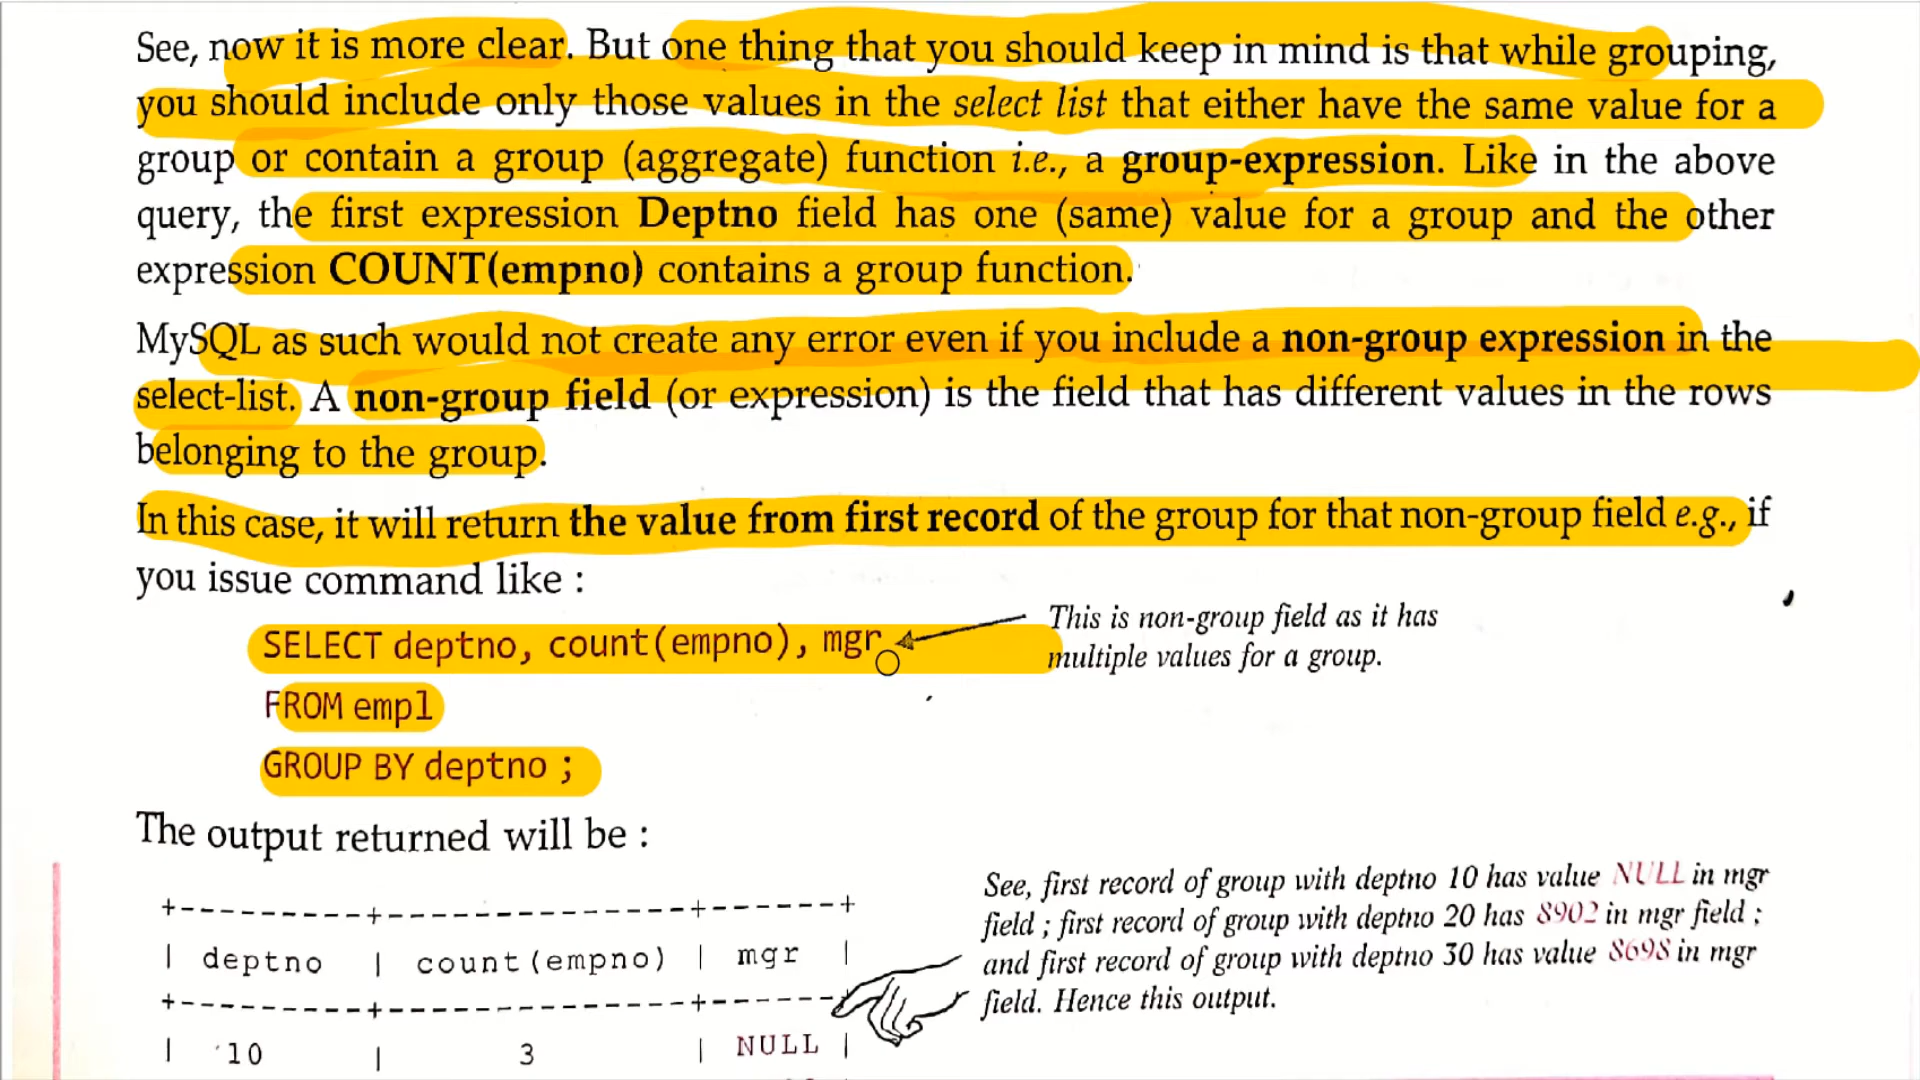 See, now it is more clear. But one thing that you should keep in mind is that while grouping,
you should include only those values in the select list that either have the same value for a
group or contain a group (aggregate) function i.e., a group-expression. Like in the above
query, the first expression Deptno field has one (same) value for a group and the other
expression COUNT(empno) contains a group function.
MySQL as such would not create any error even if you include a non-group expression in the
select-list. A non-group field (or expression) is the field that has different values in the rows
belonging to the group.
In this case, it will return the value from first record of the group for that non-group field e.g., if
you issue command like :
SELECT deptno, count(empno), mgr
This is non-group field as it has
multiple values for a group.
FROM empl
GROUP BY deptno ;
The output returned will be :
See, first record of group with deptno 10 has value NULL in mgr
field ; first record of group with deptno 20 has 8902 in mgr field ;
and first record of group with deptno 30 has value 8698 in mgr
field. Hence this output.
+---------+---------------+------+
| deptno | count(empno) | mgr |
+---------+---------------+------+
| 10 | 3 | NULL |